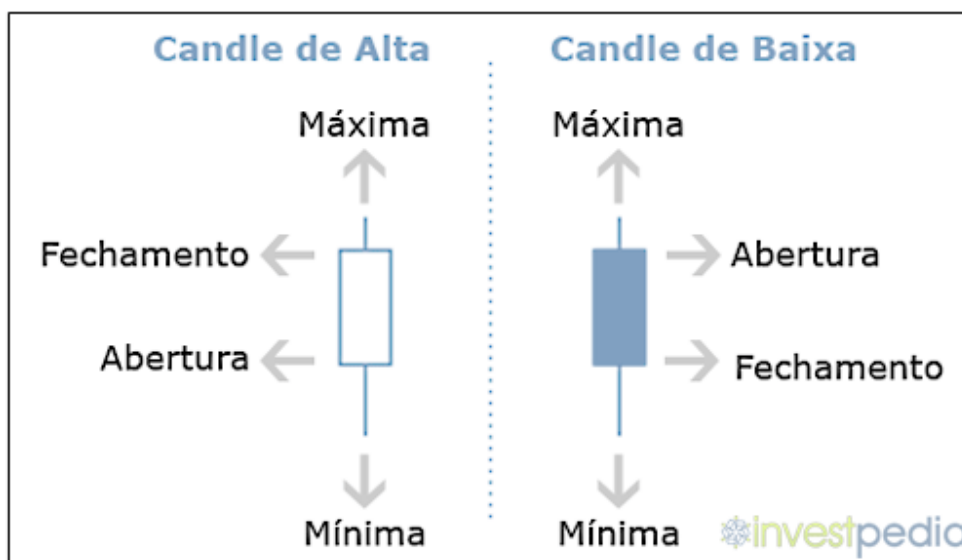 Candle de Alta
Candle de Baixa
Máxima
Máxima
Fechamento
Abertura
Abertura
Fechamento
Mínima
Mínima
investpedia